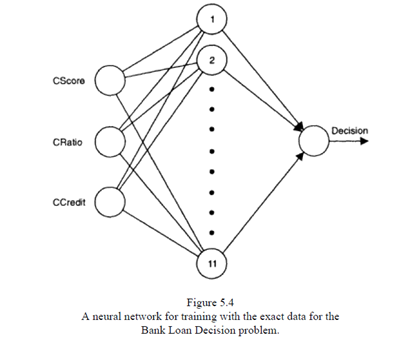 1
2
CScore
Decision
CRatio
CCredit
11
Figure 5.4
A neural network for training with the exact data for the
Bank Loan Decision problem.